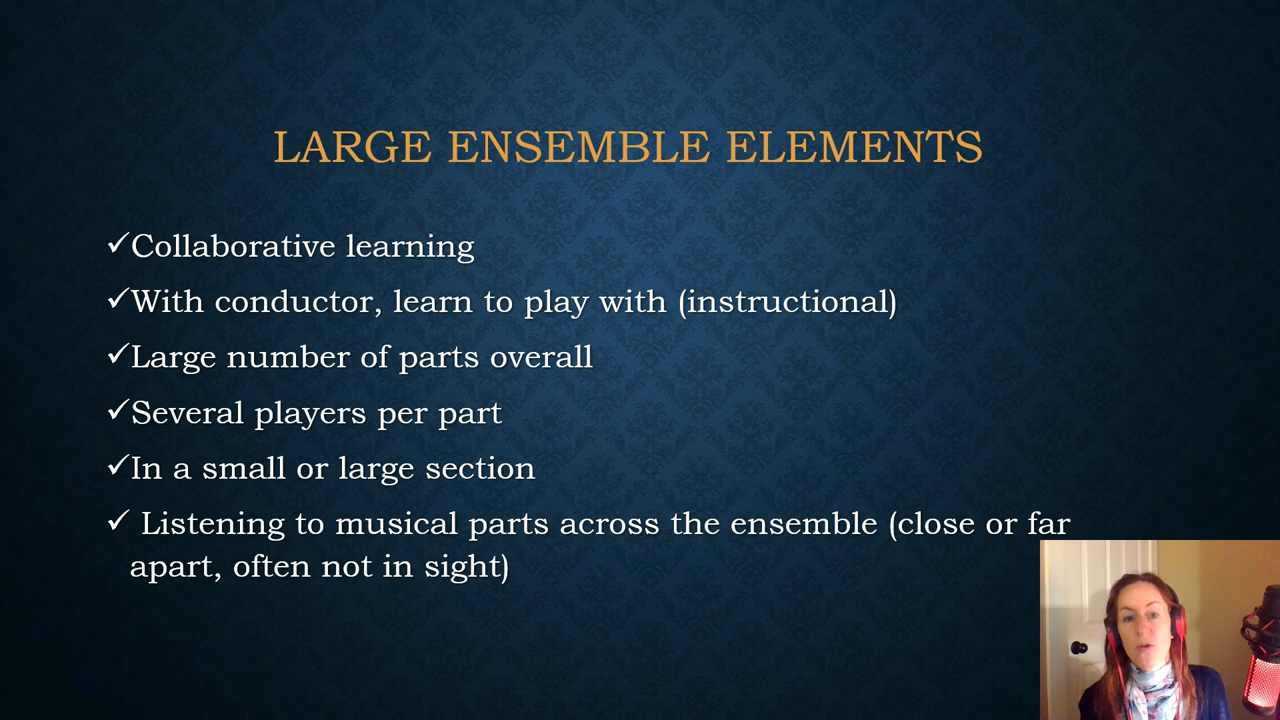 LARGE ENSEMBLE ELEMENTS
✓Collaborative learning
✓With conductor, learn to play with (instructional)
✓Large number of parts overall
✓Several players per part
✓In a small or large section
✓ Listening to musical parts across the ensemble (close or far
apart, often not in sight)